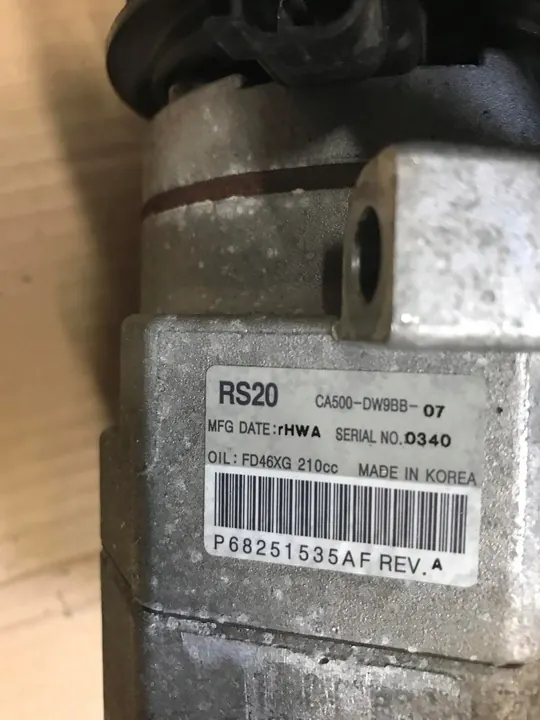 RS20 CA500-DW9BB-07
MFG DATE:rHWA SERIAL NO.0340
OIL: FD46XG 210cc MADE IN KOREA
P68251535AF REV.A